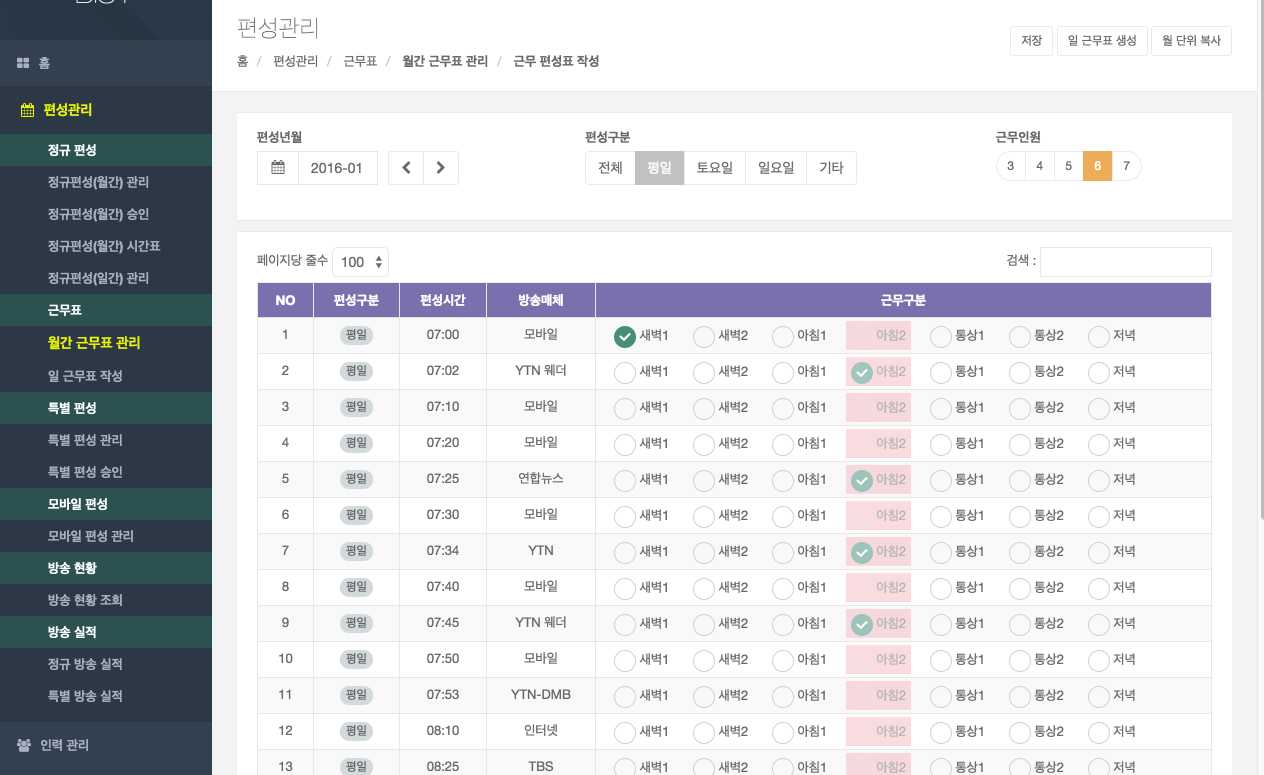 홈
편성관리
정규 편성
정규편성(월간) 관리
정규편성(월간) 승인
정규편성(월간) 시간표
정규편성(일간) 관리
근무표
월간 근무표 관리
일 근무표 작성
특별 편성
특별 편성 관리
특별 편성 승인
모바일 편성
모바일 편성 관리
방송 현황
방송 현황 조회
방송 실적
정규 방송 실적
특별 방송 실적
인력 관리
편성관리
홈 / 편성관리 / 근무표 / 월간 근무표 관리 / 근무 편성표 작성
저장 일 근무표 생성 월 단위 복사
편성년월 편성구분 근무인원
2016-01 전체 평일 토요일 일요일 기타 3 4 5 6 7
페이지당 줄수 100 검색 :
NO 편성구분 편성시간 방송매체 근무구분
1 평일 07:00 모바일 새벽1 새벽2 아침1 아침2 통상1 통상2 저녁
2 평일 07:02 YTN 웨더 새벽1 새벽2 아침1 아침2 통상1 통상2 저녁
3 평일 07:10 모바일 새벽1 새벽2 아침1 아침2 통상1 통상2 저녁
4 평일 07:20 모바일 새벽1 새벽2 아침1 아침2 통상1 통상2 저녁
5 평일 07:25 연합뉴스 새벽1 새벽2 아침1 아침2 통상1 통상2 저녁
6 평일 07:30 모바일 새벽1 새벽2 아침1 아침2 통상1 통상2 저녁
7 평일 07:34 YTN 새벽1 새벽2 아침1 아침2 통상1 통상2 저녁
8 평일 07:40 모바일 새벽1 새벽2 아침1 아침2 통상1 통상2 저녁
9 평일 07:45 YTN 웨더 새벽1 새벽2 아침1 아침2 통상1 통상2 저녁
10 평일 07:50 모바일 새벽1 새벽2 아침1 아침2 통상1 통상2 저녁
11 평일 07:53 YTN-DMB 새벽1 새벽2 아침1 아침2 통상1 통상2 저녁
12 평일 08:10 인터넷 새벽1 새벽2 아침1 아침2 통상1 통상2 저녁
13 평일 08:25 TBS 새벽1 새벽2 아침1 아침2 통상1 통상2 저녁